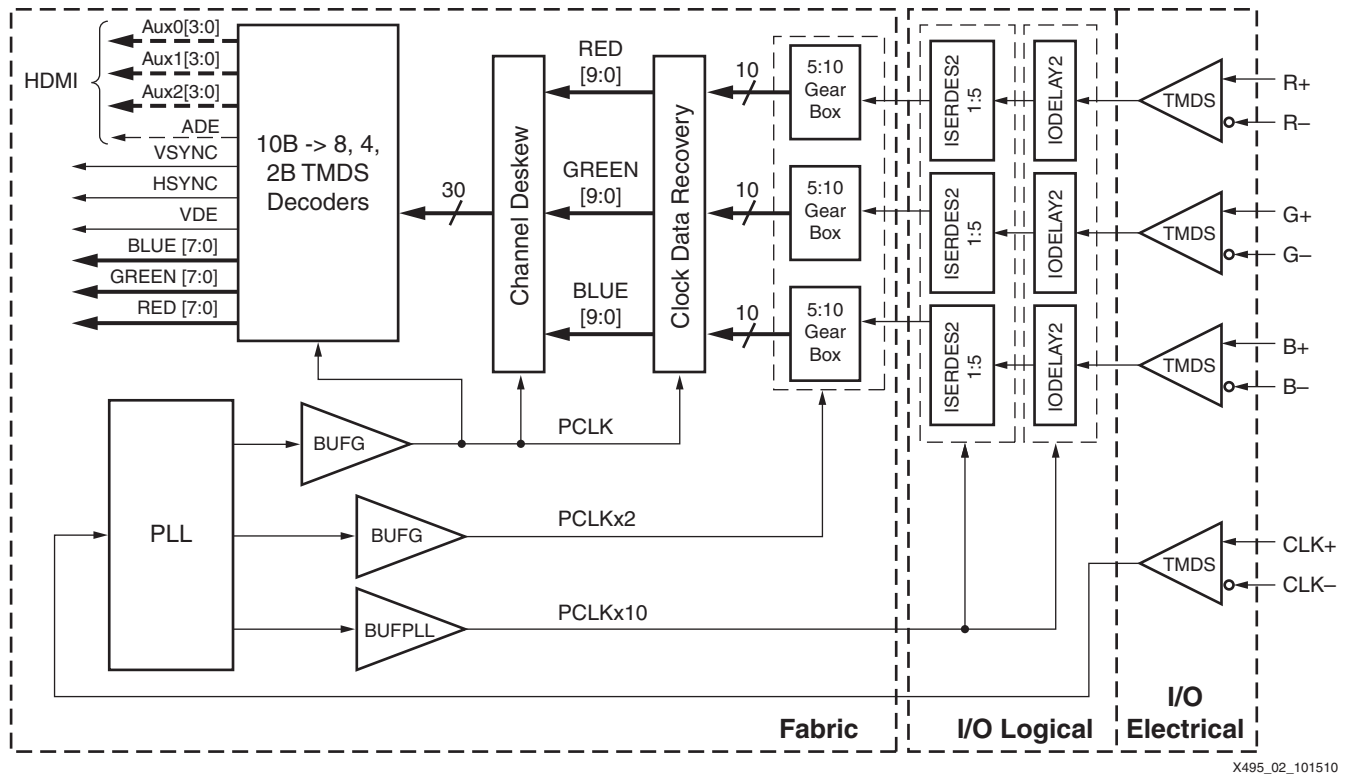 HDMI
Aux0[3:0]
Aux1[3:0]
Aux2[3:0]
ADE
VSYNC
HSYNC
VDE
BLUE [7:0]
GREEN [7:0]
RED [7:0]
10B -> 8, 4,
2B TMDS
Decoders
30
Channel Deskew
RED
[9:0]
GREEN
[9:0]
BLUE
[9:0]
Clock Data Recovery
10
10
10
5:10
Gear
Box
5:10
Gear
Box
5:10
Gear
Box
ISERDES2
1:5
ISERDES2
1:5
ISERDES2
1:5
IODELAY2
IODELAY2
IODELAY2
TMDS
R+
R–
TMDS
G+
G–
TMDS
B+
B–
TMDS
CLK+
CLK–
PLL
BUFG
PCLK
BUFG
PCLKx2
BUFPLL
PCLKx10
Fabric
I/O Logical
I/O
Electrical
X495_02_101510